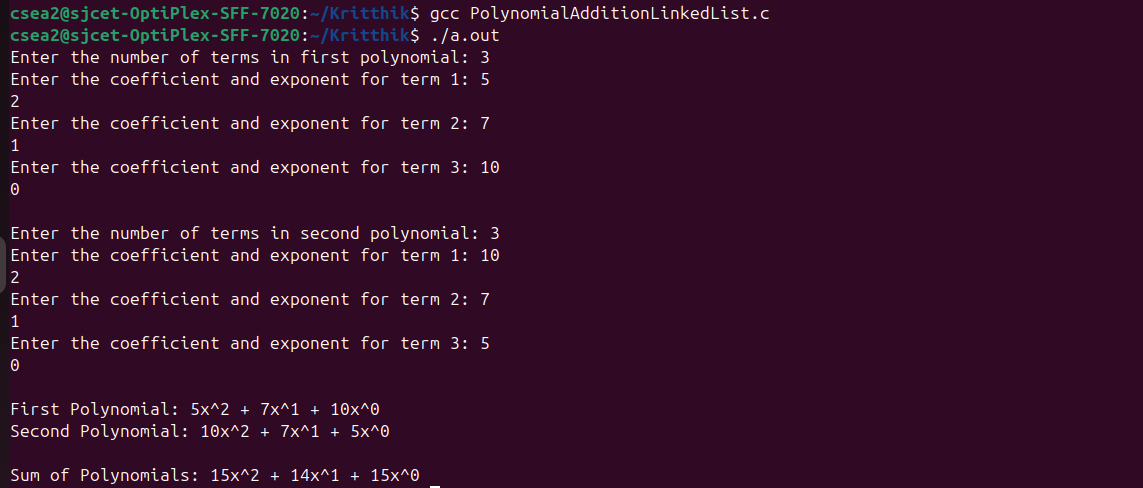 csea2@sjcet-OptiPlex-SFF-7020:~/Kritthik$ gcc PolynomialAdditionLinkedList.c
csea2@sjcet-OptiPlex-SFF-7020:~/Kritthik$ ./a.out
Enter the number of terms in first polynomial: 3
Enter the coefficient and exponent for term 1: 5
2
Enter the coefficient and exponent for term 2: 7
1
Enter the coefficient and exponent for term 3: 10
0

Enter the number of terms in second polynomial: 3
Enter the coefficient and exponent for term 1: 10
2
Enter the coefficient and exponent for term 2: 7
1
Enter the coefficient and exponent for term 3: 5
0

First Polynomial: 5x^2 + 7x^1 + 10x^0
Second Polynomial: 10x^2 + 7x^1 + 5x^0

Sum of Polynomials: 15x^2 + 14x^1 + 15x^0